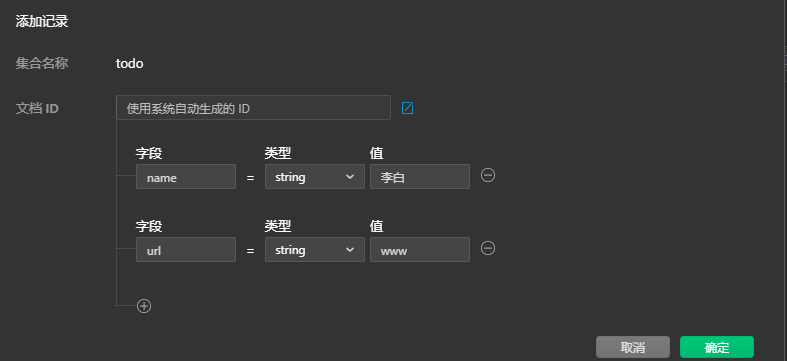 添加记录
集合名称 todo
文档 ID 使用系统自动生成的 ID
字段 类型 值
name = string 李白
字段 类型 值
url = string www
取消 确定